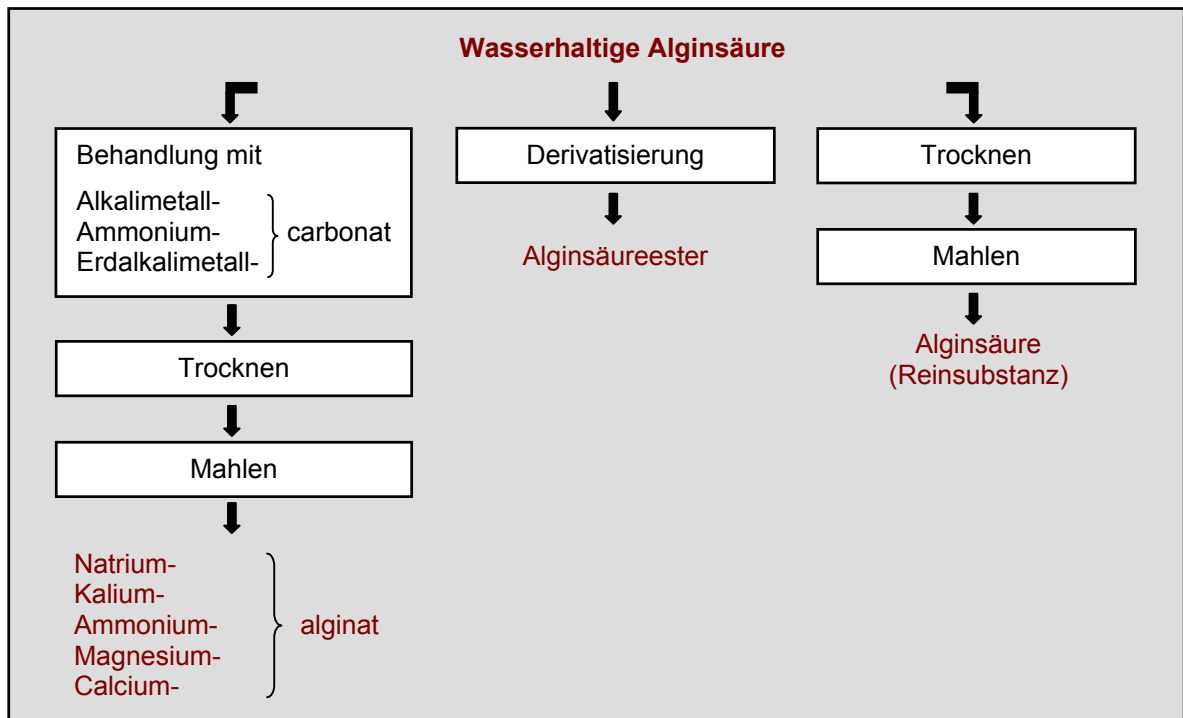 Wasserhaltige Alginsäure
Behandlung mit
Alkalimetall-
Ammonium-
Erdalkalimetall-
carbonat
Trocknen
Mahlen
Natrium-
Kalium-
Ammonium-
Magnesium-
Calcium-
alginat
Derivatisierung
Alginsäureester
Trocknen
Mahlen
Alginsäure
(Reinsubstanz)